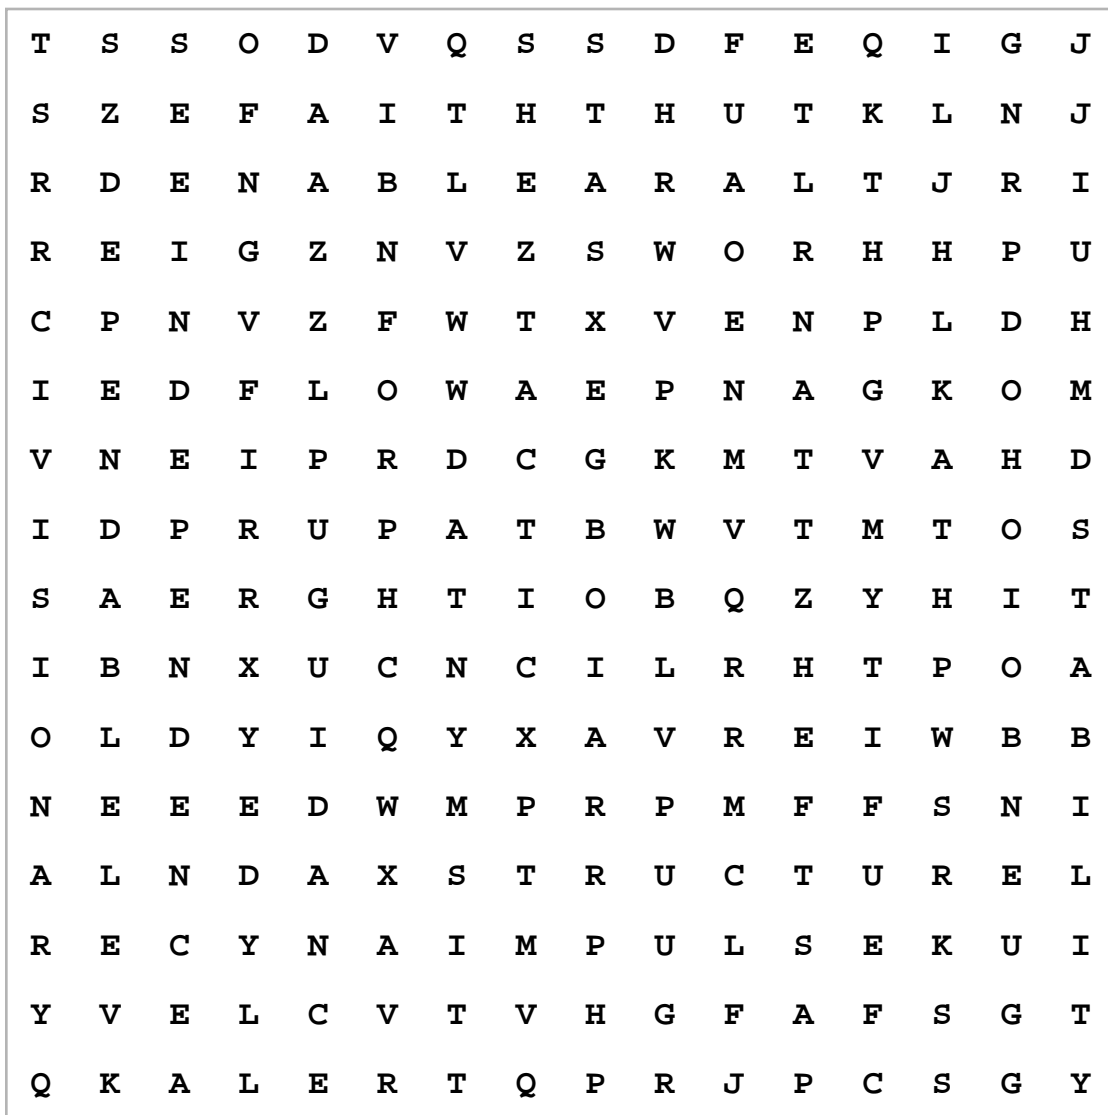 T S S O D V Q S S D F E Q I G J
S Z E F A I T H T H U T K L N J
R D E N A B L E A R A L T J R I
R E I G Z N V Z S W O R H H P U
C P N V Z F W T X V E N P L D H
I E D F L O W A E P N A G K O M
V N E I P R D C G K M T V A H D
I D P R U P A T B W V T M T O S
S A E R G H T I O B Q Z Y H I T
I B N X U C N C I L R H T P O A
O L D Y I Q Y X A V R E I W B B
N E E E D W M P R P M F F S N I
A L N D A X S T R U C T U R E L
R E C Y N A I M P U L S E K U I
Y V E L C V T V H G F A F S G T
Q K A L E R T Q P R J P C S G Y